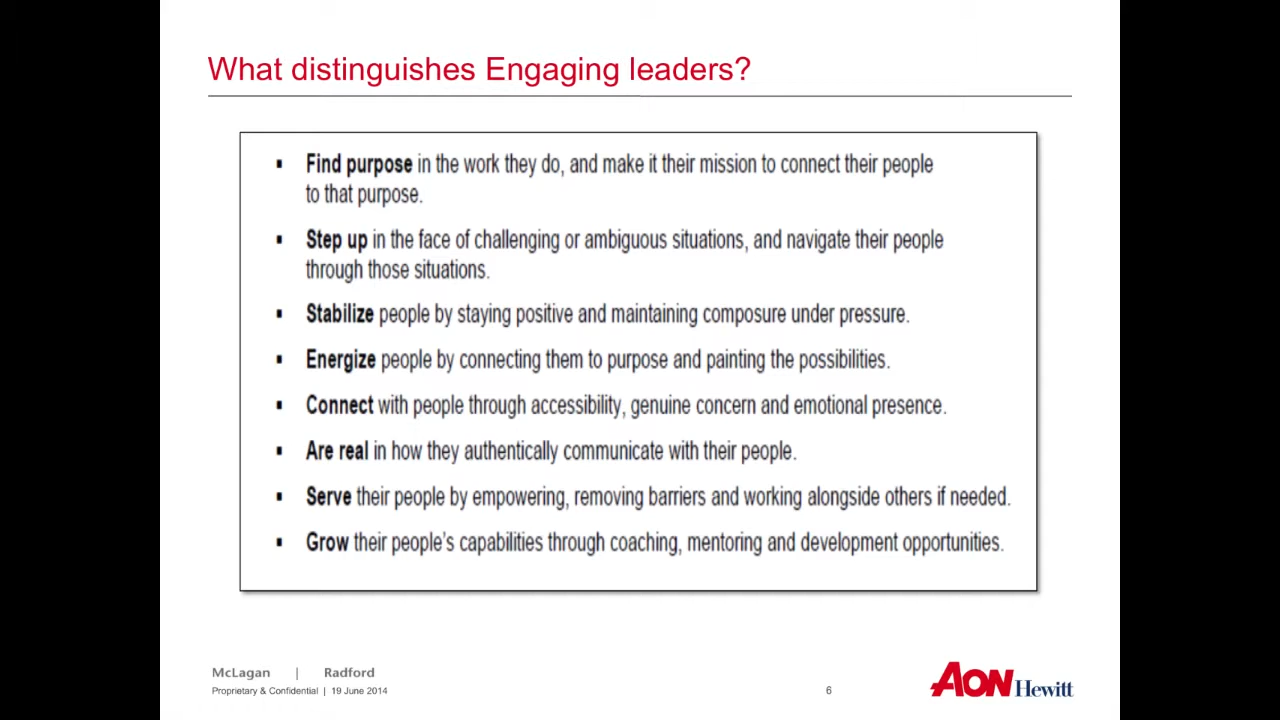 What distinguishes Engaging leaders?
▪ Find purpose in the work they do, and make it their mission to connect their people
to that purpose.
▪ Step up in the face of challenging or ambiguous situations, and navigate their people
through those situations.
▪ Stabilize people by staying positive and maintaining composure under pressure.
▪ Energize people by connecting them to purpose and painting the possibilities.
▪ Connect with people through accessibility, genuine concern and emotional presence.
▪ Are real in how they authentically communicate with their people.
▪ Serve their people by empowering, removing barriers and working alongside others if needed.
▪ Grow their people's capabilities through coaching, mentoring and development opportunities.
McLagan | Radford
Proprietary & Confidential | 19 June 2014
6
AON Hewitt